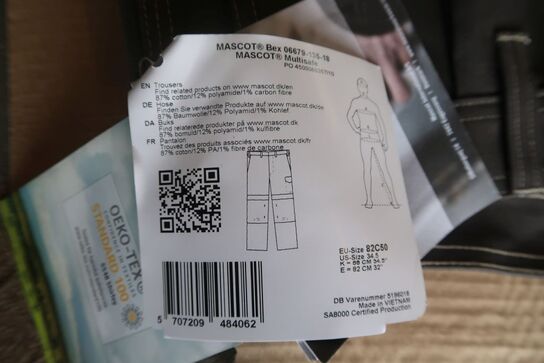 MASCOT® Bex 06679-135-18
MASCOT® Multisafe
EN Trousers
Find related products on www.mascot.dk/en
87% cotton/12% polyamid/1% carbon fibre
DE Hose
Finden Sie verwandte Produkte auf www.mascot.dk/de
87% Baumwolle/12% polyamid/1% Kohlef.
DA Buks
Find relaterede produkter på www.mascot.dk
87% bomuld/12% polyamid/1% kulfibre
FR Pantalon
Trouvez des produits associés www.mascot.dk/fr
87% coton/12% PA/1% fibre de carbone
EU-Size 82C50
US-Size 34.5
K = 88 CM 34.5"
E = 82 CM 32"
DB Varenummer 5196218
Made in VIETNAM
SA8000 Certified Production
5 707209 484062
OEKO-TEX®
STANDARD 100